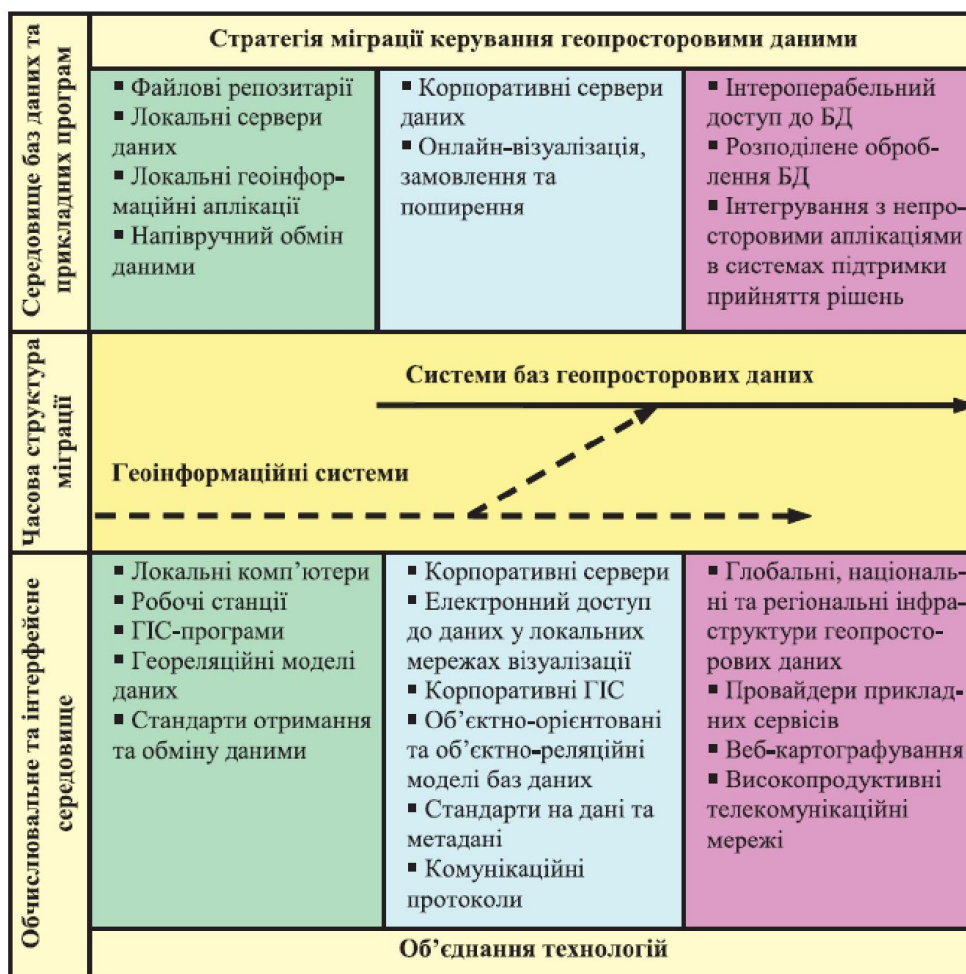 Стратегія міграції керування геопросторовими даними
Середовище баз даних та
прикладних програм
▪ Файлові репозитарії
▪ Локальні сервери
даних
▪ Локальні геоінфор-
маційні аплікації
▪ Напівручний обмін
даними
▪ Корпоративні сервери
даних
▪ Онлайн-візуалізація,
замовлення та
поширення
▪ Інтероперабельний
доступ до БД
▪ Розподілене оброб-
лення БД
▪ Інтегрування з непро-
сторовими аплікаціями
в системах підтримки
прийняття рішень
Часова структура
міграції
Системи баз геопросторових даних
Геоінформаційні системи
Обчислювальне та інтерфейсне
середовище
▪ Локальні комп’ютери
▪ Робочі станції
▪ ГІС-програми
▪ Геореляційні моделі
даних
▪ Стандарти отримання
та обміну даними
▪ Корпоративні сервери
▪ Електронний доступ
до даних у локальних
мережах візуалізації
▪ Корпоративні ГІС
▪ Об’єктно-орієнтовані
та об’єктно-реляційні
моделі баз даних
▪ Стандарти на дані та
метадані
▪ Комунікаційні
протоколи
▪ Глобальні, національ-
ні та регіональні інфра-
структури геопросто-
рових даних
▪ Провайдери приклад-
них сервісів
▪ Веб-картографування
▪ Високопродуктивні
телекомунікаційні
мережі
Об’єднання технологій